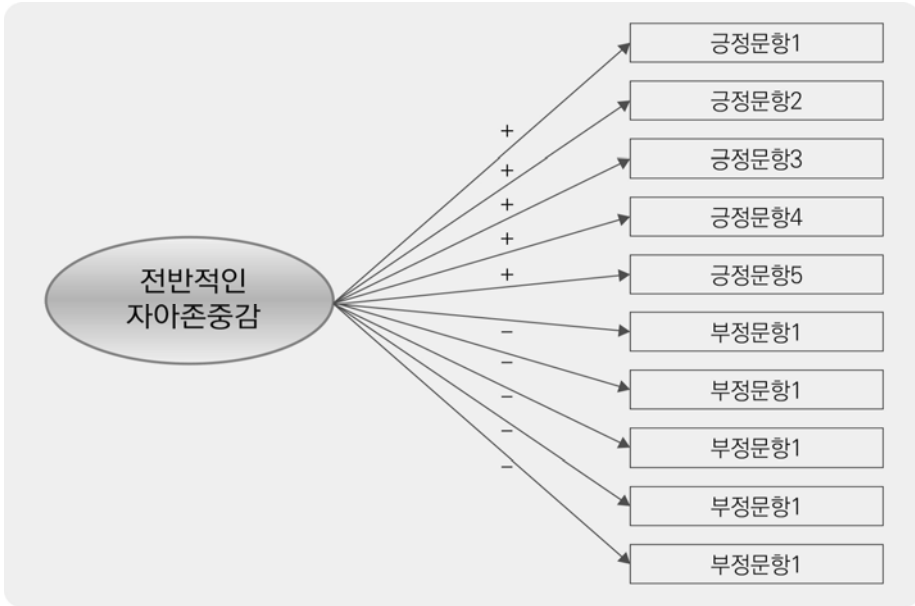 전반적인
자아존중감
긍정문항1
긍정문항2
긍정문항3
긍정문항4
긍정문항5
부정문항1
부정문항1
부정문항1
부정문항1
부정문항1
+
+
+
+
+
−
−
−
−
−